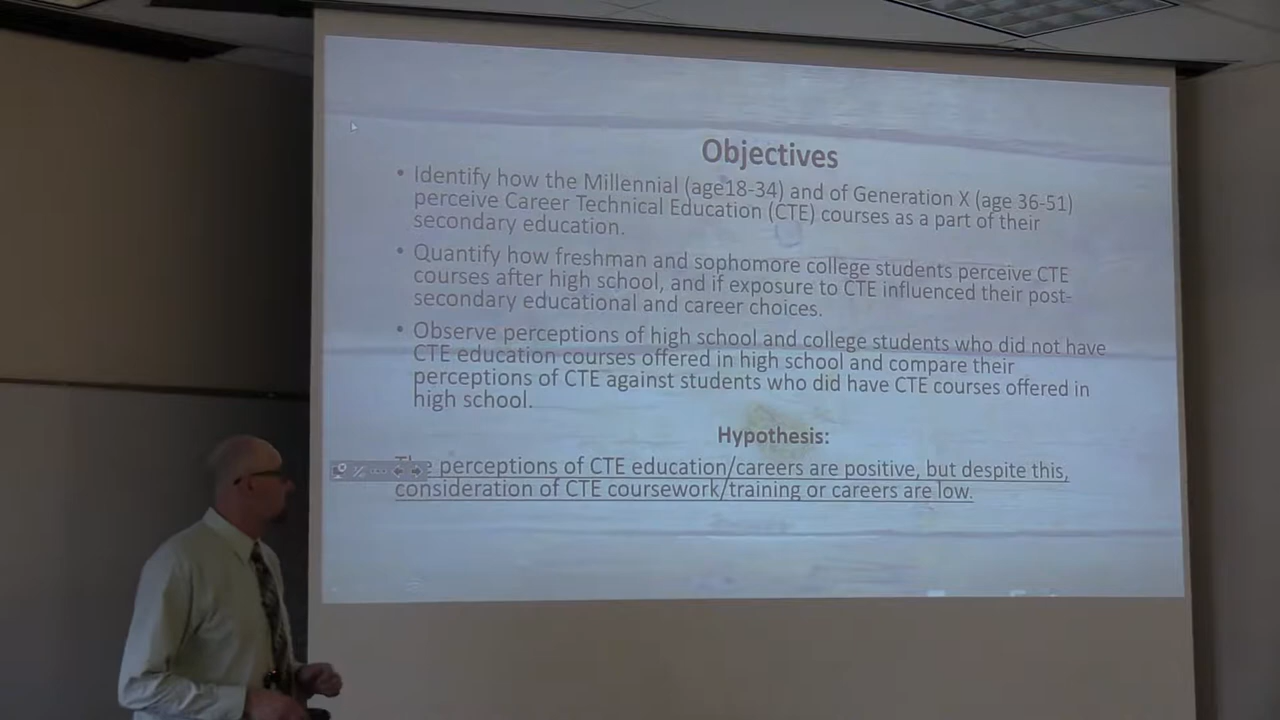 Objectives
• Identify how the Millennial (age18-34) and of Generation X (age 36-51)
perceive Career Technical Education (CTE) courses as a part of their
secondary education.
• Quantify how freshman and sophomore college students perceive CTE
courses after high school, and if exposure to CTE influenced their post-
secondary educational and career choices.
• Observe perceptions of high school and college students who did not have
CTE education courses offered in high school and compare their
perceptions of CTE against students who did have CTE courses offered in
high school.
Hypothesis:
The perceptions of CTE education/careers are positive, but despite this,
consideration of CTE coursework/training or careers are low.